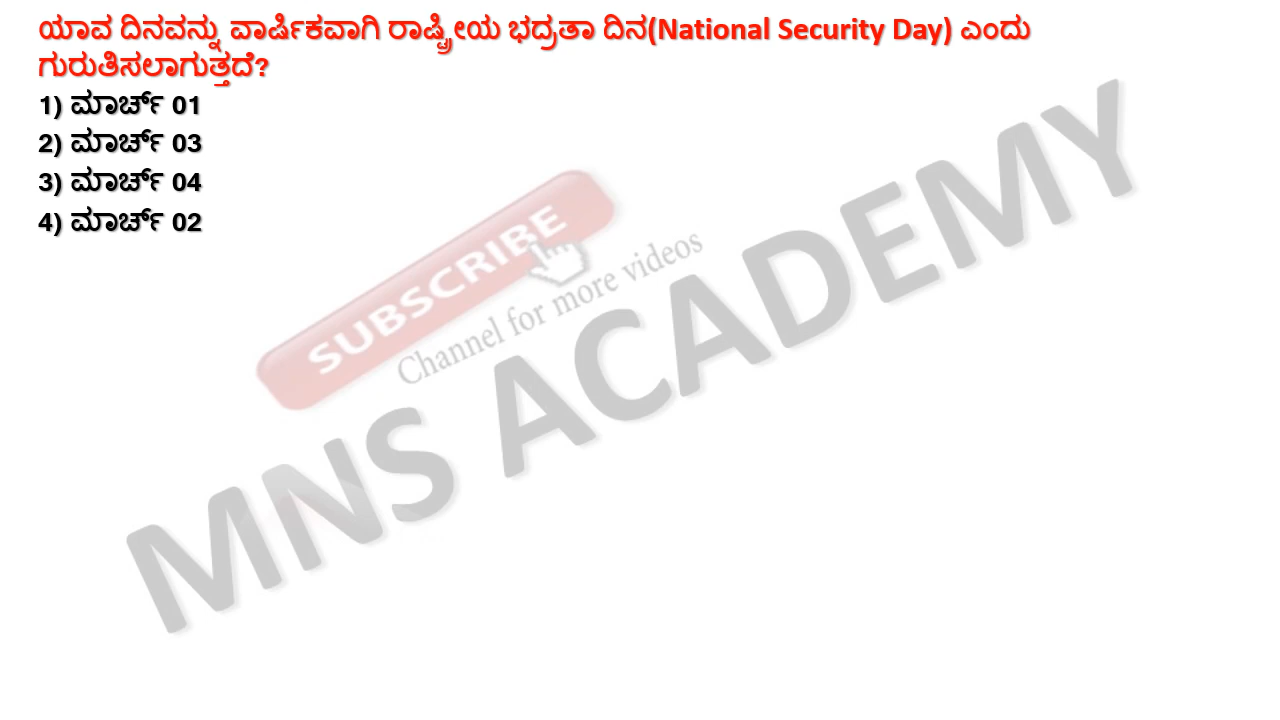 ಯಾವ ದಿನವನ್ನು ವಾರ್ಷಿಕವಾಗಿ ರಾಷ್ಟ್ರೀಯ ಭದ್ರತಾ ದಿನ(National Security Day) ಎಂದು
ಗುರುತಿಸಲಾಗುತ್ತದೆ?
1) ಮಾರ್ಚ್ 01
2) ಮಾರ್ಚ್ 03
3) ಮಾರ್ಚ್ 04
4) ಮಾರ್ಚ್ 02
SUBSCRIBE
Channel for more videos
MNS ACADEMY